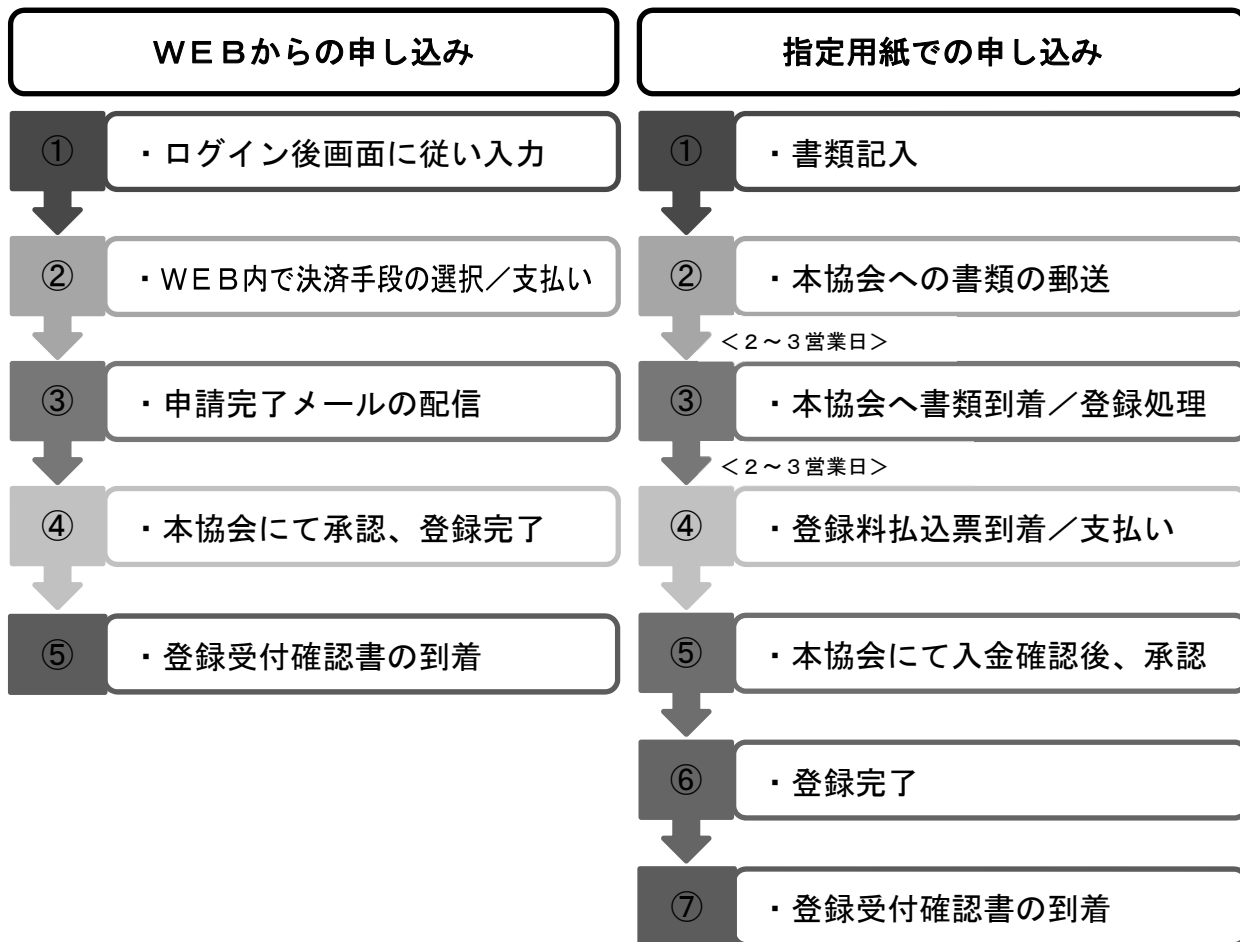 WEBからの申し込み
①
・ログイン後画面に従い入力
②
・WEB内で決済手段の選択／支払い
③
・申請完了メールの配信
④
・本協会にて承認、登録完了
⑤
・登録受付確認書の到着
指定用紙での申し込み
①
・書類記入
②
・本協会への書類の郵送
＜2～3営業日＞
③
・本協会へ書類到着／登録処理
＜2～3営業日＞
④
・登録料払込票到着／支払い
⑤
・本協会にて入金確認後、承認
⑥
・登録完了
⑦
・登録受付確認書の到着